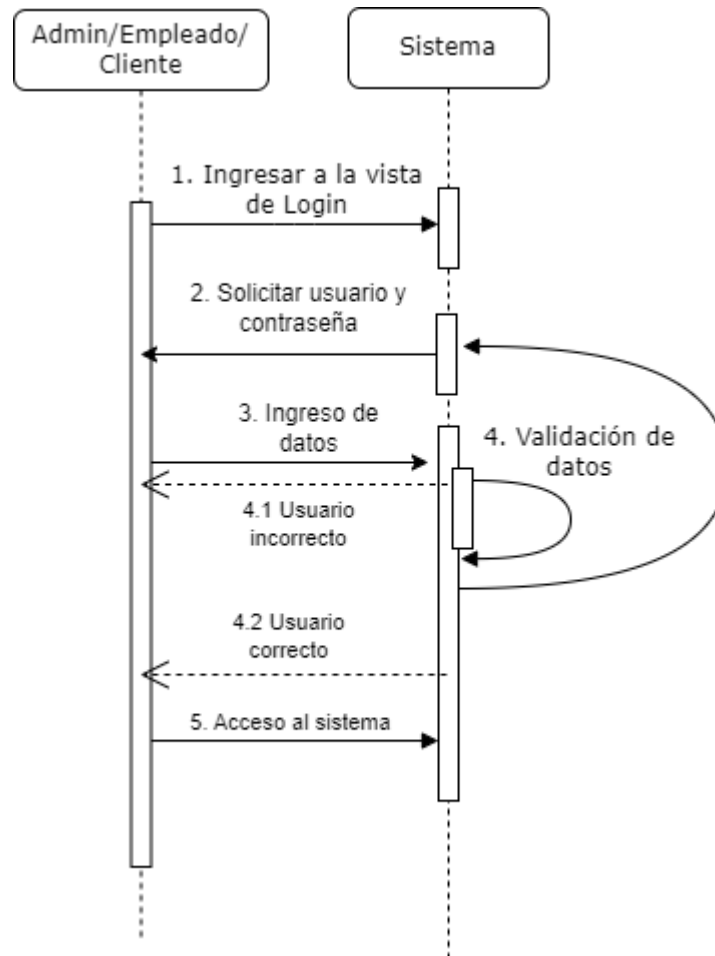 Admin/Empleado/
Cliente
Sistema
1. Ingresar a la vista
de Login
2. Solicitar usuario y
contraseña
3. Ingreso de
datos
4. Validación de
datos
4.1 Usuario
incorrecto
4.2 Usuario
correcto
5. Acceso al sistema